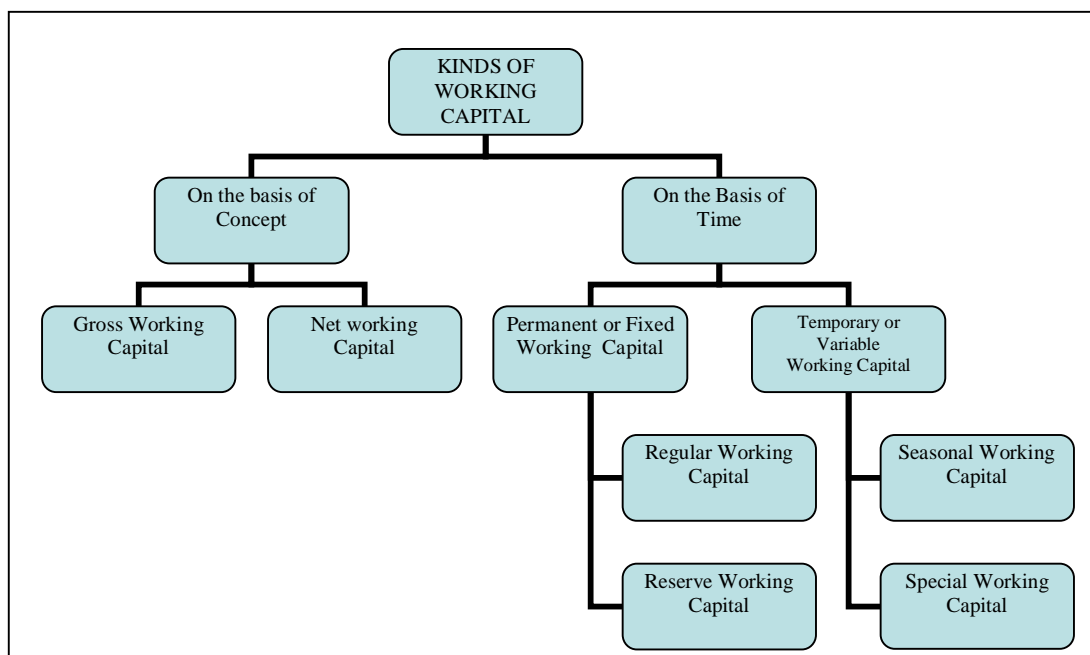 KINDS OF
WORKING
CAPITAL
On the basis of
Concept
On the Basis of
Time
Gross Working
Capital
Net working
Capital
Permanent or Fixed
Working Capital
Temporary or
Variable
Working Capital
Regular Working
Capital
Seasonal Working
Capital
Reserve Working
Capital
Special Working
Capital